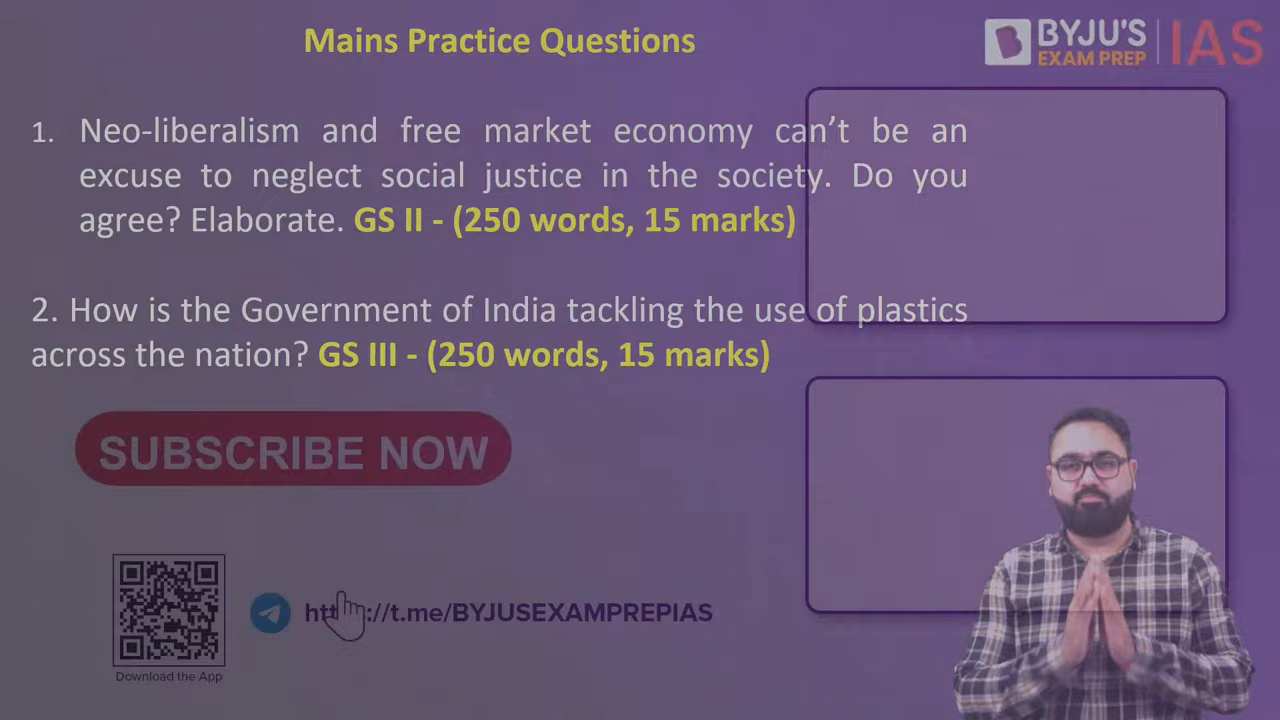 Mains Practice Questions
BYJU'S
EXAM PREP
IAS
1. Neo-liberalism and free market economy can’t be an
excuse to neglect social justice in the society. Do you
agree? Elaborate. GS II - (250 words, 15 marks)
2. How is the Government of India tackling the use of plastics
across the nation? GS III - (250 words, 15 marks)
SUBSCRIBE NOW
https://t.me/BYJUSEXAMPREPIAS
Download the App